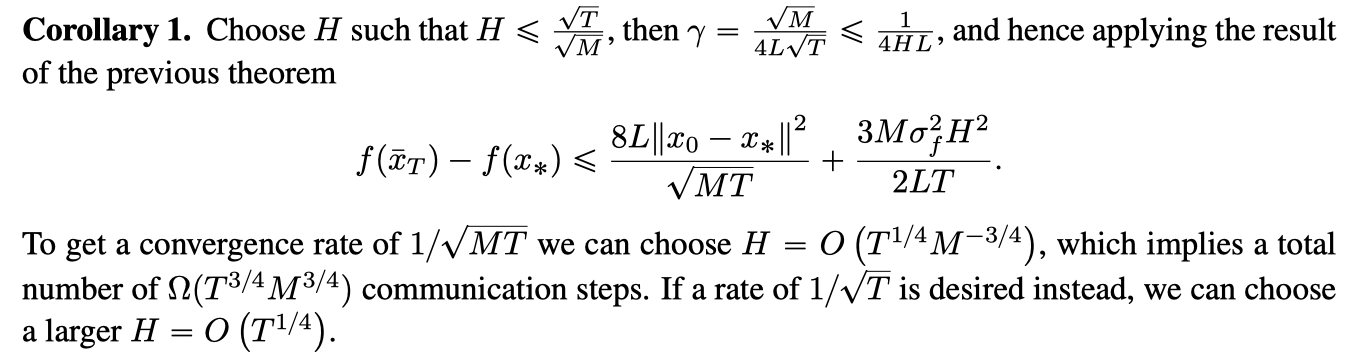 Corollary 1. Choose H such that H ⩽ √T/√M, then γ = √M/4L√T ⩽ 1/4HL, and hence applying the result
of the previous theorem
f(x̄_T) − f(x_*) ⩽ 8L‖x_0 − x_*‖²/√MT + 3Mσ_f²H²/2LT.
To get a convergence rate of 1/√MT we can choose H = O (T^{1/4}M^{−3/4}), which implies a total
number of Ω(T^{3/4}M^{3/4}) communication steps. If a rate of 1/√T is desired instead, we can choose
a larger H = O (T^{1/4}).